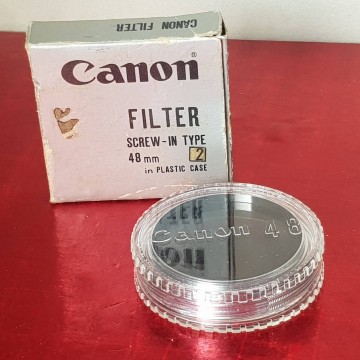 CANON FILTER
Canon®
FILTER
SCREW-IN TYPE
48mm 2
in PLASTIC CASE
Canon 48